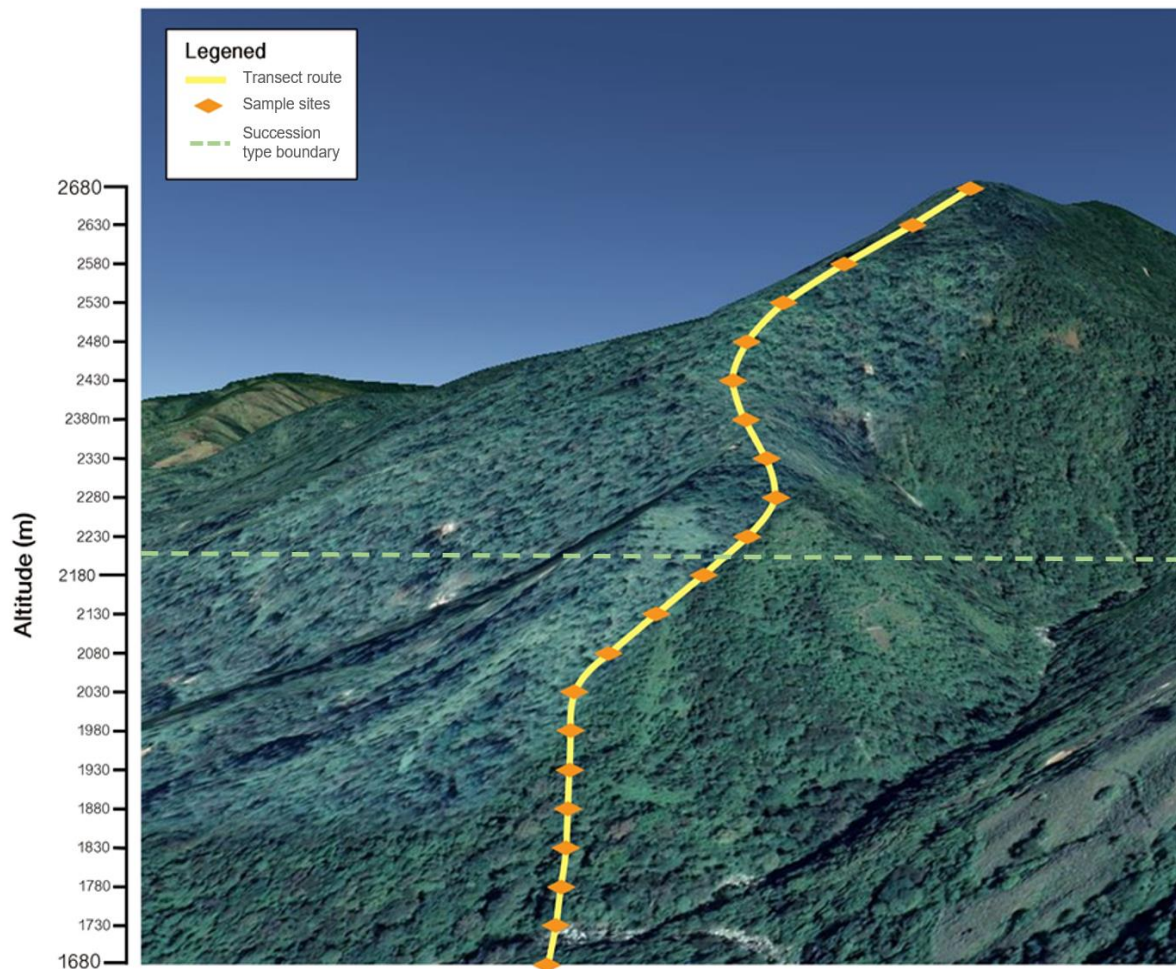 Legened
Transect route
Sample sites
Succession
type boundary
2680
2630
2580
2530
2480
2430
2380m
2330
2280
2230
2180
2130
2080
2030
1980
1930
1880
1830
1780
1730
1680
Altitude (m)